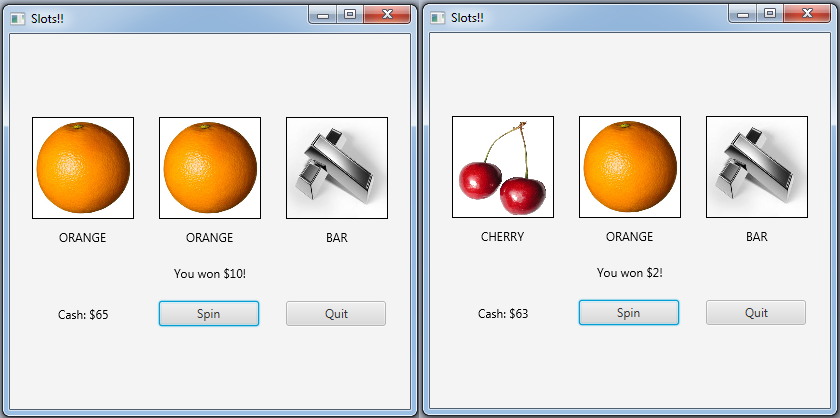 Slots!!
ORANGE ORANGE BAR
You won $10!
Cash: $65 Spin Quit
Slots!!
CHERRY ORANGE BAR
You won $2!
Cash: $63 Spin Quit